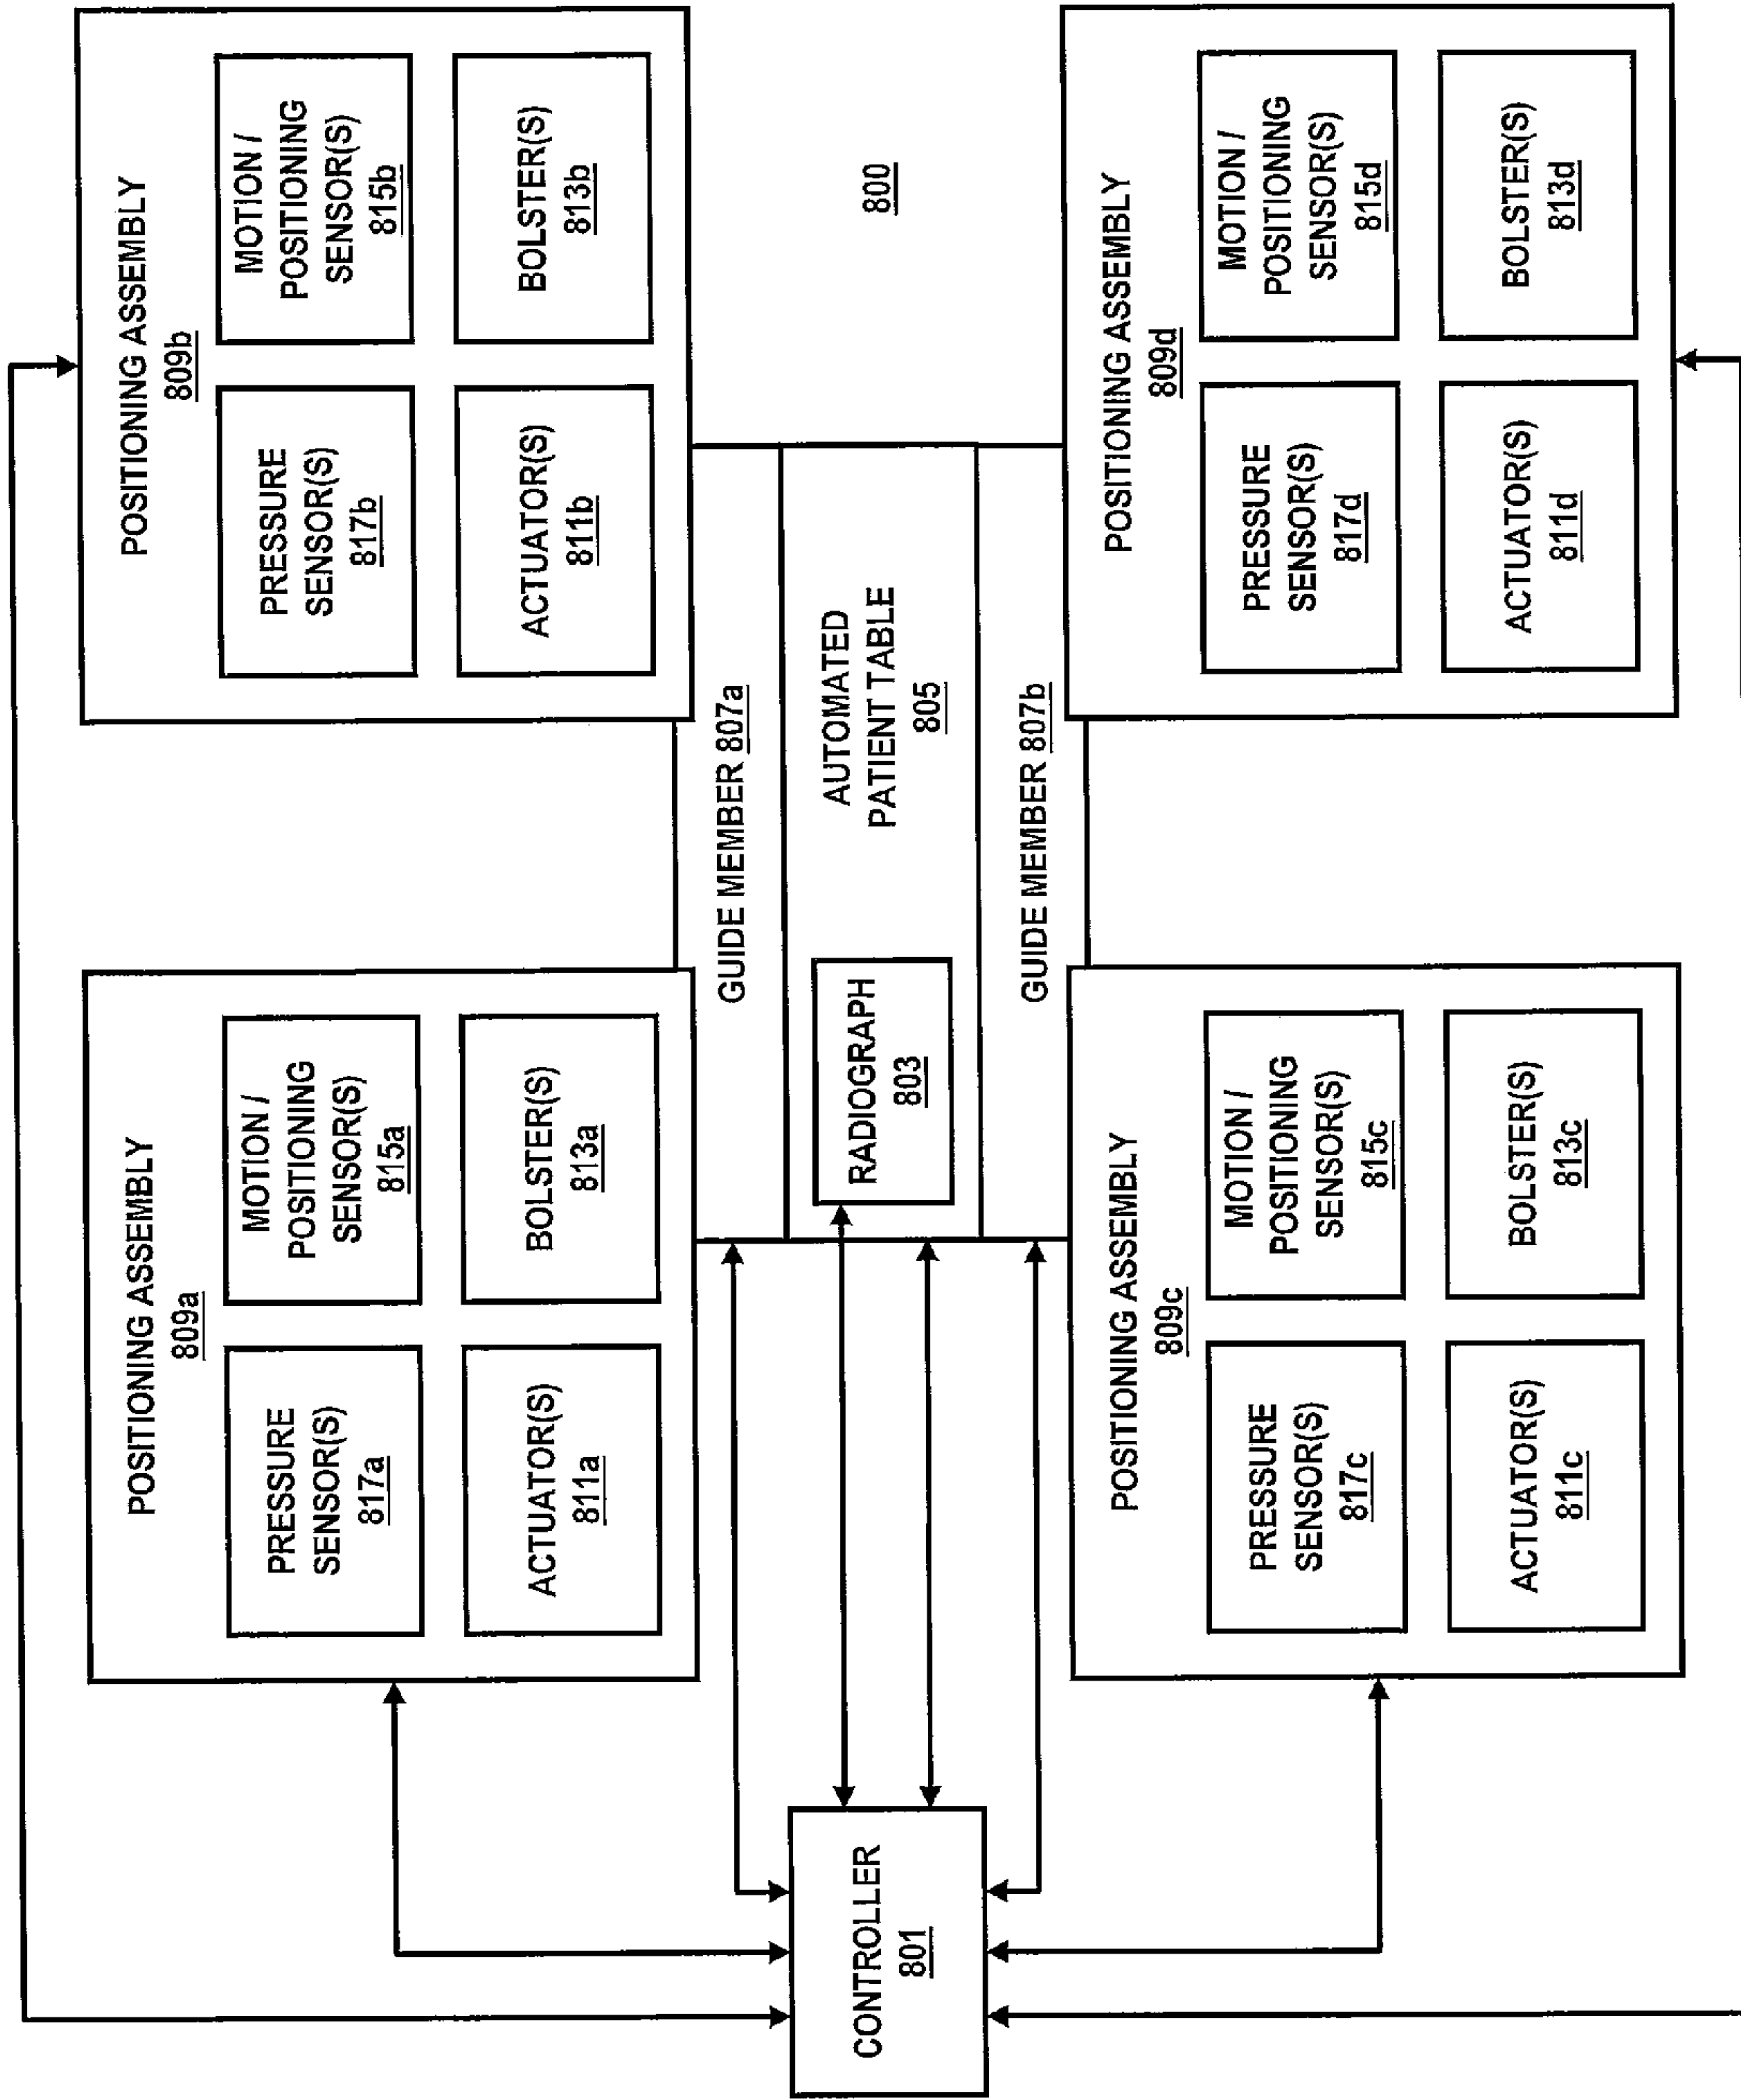 POSITIONING ASSEMBLY
809a
PRESSURE
SENSOR(S)
817a
MOTION /
POSITIONING
SENSOR(S)
815a
ACTUATOR(S)
811a
BOLSTER(S)
813a
POSITIONING ASSEMBLY
809b
PRESSURE
SENSOR(S)
817b
MOTION /
POSITIONING
SENSOR(S)
815b
ACTUATOR(S)
811b
BOLSTER(S)
813b
CONTROLLER
801
GUIDE MEMBER 807a
RADIOGRAPH
803
AUTOMATED
PATIENT TABLE
805
GUIDE MEMBER 807b
800
POSITIONING ASSEMBLY
809c
PRESSURE
SENSOR(S)
817c
MOTION /
POSITIONING
SENSOR(S)
815c
ACTUATOR(S)
811c
BOLSTER(S)
813c
POSITIONING ASSEMBLY
809d
PRESSURE
SENSOR(S)
817d
MOTION /
POSITIONING
SENSOR(S)
815d
ACTUATOR(S)
811d
BOLSTER(S)
813d